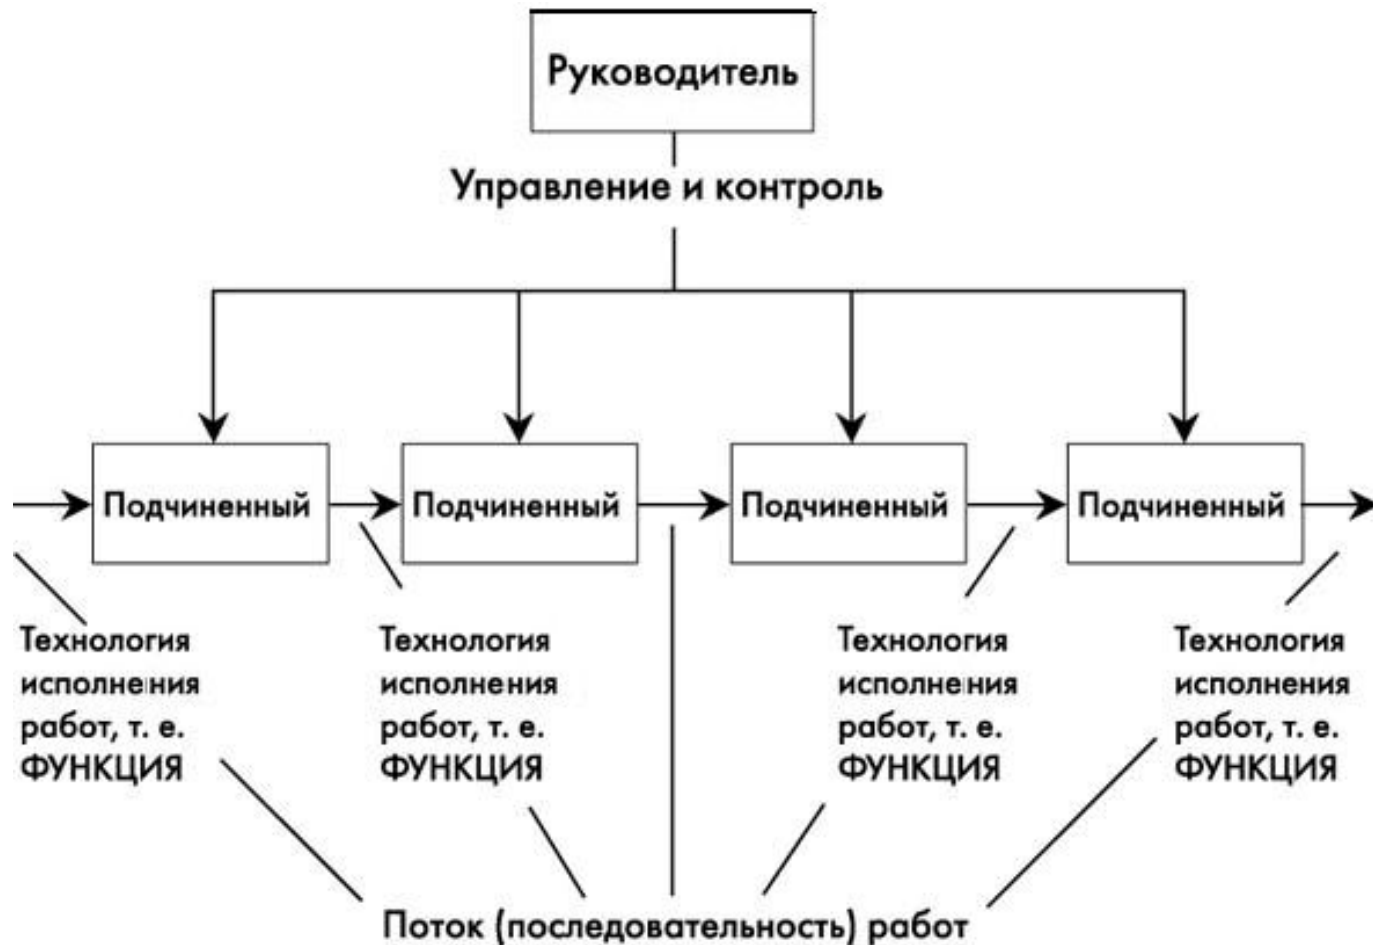 Руководитель
Управление и контроль
Подчиненный
Подчиненный
Подчиненный
Подчиненный
Технология
исполнения
работ, т. е.
ФУНКЦИЯ
Технология
исполнения
работ, т. е.
ФУНКЦИЯ
Технология
исполнения
работ, т. е.
ФУНКЦИЯ
Технология
исполнения
работ, т. е.
ФУНКЦИЯ
Поток (последовательность) работ